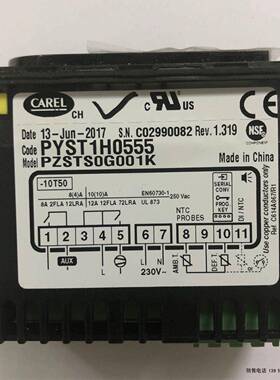 CAREL
CH
C US
NSF
COMPONENT
Date 13-Jun-2017 S.N. C02990082 Rev. 1.319
Code PYST1H0555
Model PZSTS0G001K
Made in PRC
-10T50
8(4)A 10(10)A EN60730-1 250 Vac
8A 2FLA 12LRA 12A 12FLA 72LRA UL 873
SERIAL CONV
PROG. KEY
NTC PROBES
DI / NTC
1 2 3 4 5 6 7 8 9 10 11
AUX
L N
230V~
AMB.T.
DEF.T.
Use copper conductors only